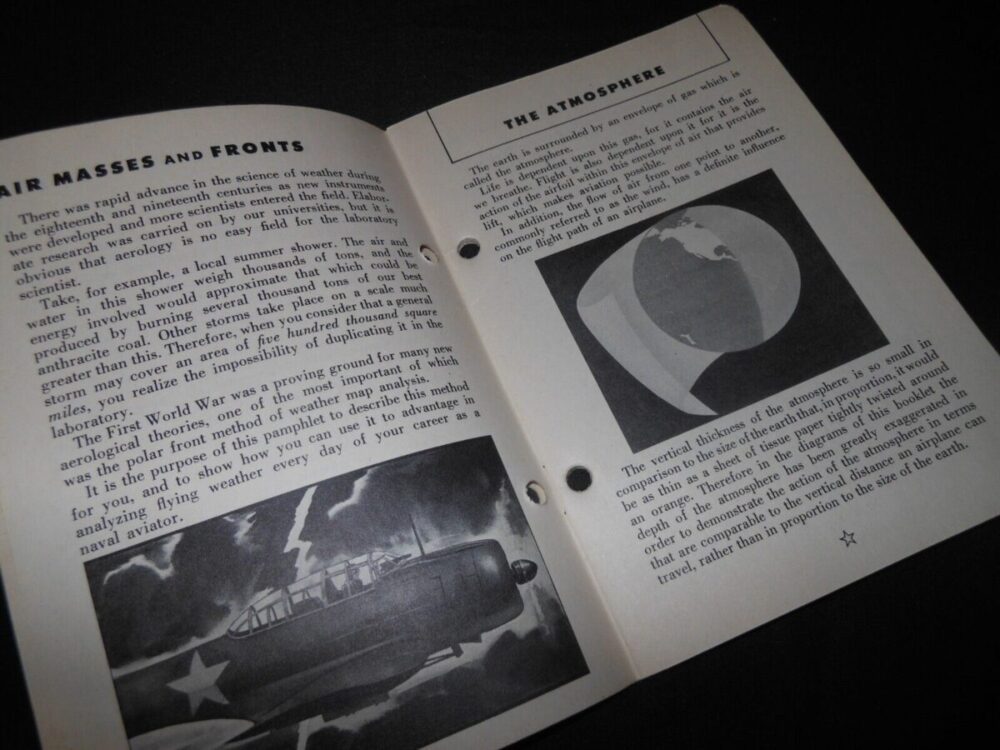 AIR MASSES AND FRONTS
There was rapid advance in the science of weather during
the eighteenth and nineteenth centuries as new instruments
were developed and more scientists entered the field. Elabor-
ate research was carried on by our universities, but it is
obvious that aerology is no easy field for the laboratory
scientist.
Take, for example, a local summer shower. The air and
water in this shower weigh thousands of tons, and the
energy involved would approximate that which could be
produced by burning several thousand tons of our best
anthracite coal. Other storms take place on a scale much
greater than this. Therefore, when you consider that a general
storm may cover an area of five hundred thousand square
miles, you realize the impossibility of duplicating it in the
laboratory.
The First World War was a proving ground for many new
aerological theories, one of the most important of which
was the polar front method of weather map analysis.
It is the purpose of this pamphlet to describe this method
for you, and to show how you can use it to advantage in
analyzing flying weather every day of your career as a
naval aviator.
THE ATMOSPHERE
The earth is surrounded by an envelope of gas which is
called the atmosphere.
Life is dependent upon this gas, for it contains the air
we breathe. Flight is also dependent upon it for it is the
action of the airfoil within this envelope of air that provides
lift, which makes aviation possible.
In addition, the flow of air from one point to another,
commonly referred to as the wind, has a definite influence
on the flight path of an airplane.
The vertical thickness of the atmosphere is so small in
comparison to the size of the earth that, in proportion, it would
be as thin as a sheet of tissue paper tightly twisted around
an orange. Therefore in the diagrams of this booklet the
depth of the atmosphere has been greatly exaggerated in
order to demonstrate the action of the atmosphere in terms
that are comparable to the vertical distance an airplane can
travel, rather than in proportion to the size of the earth.